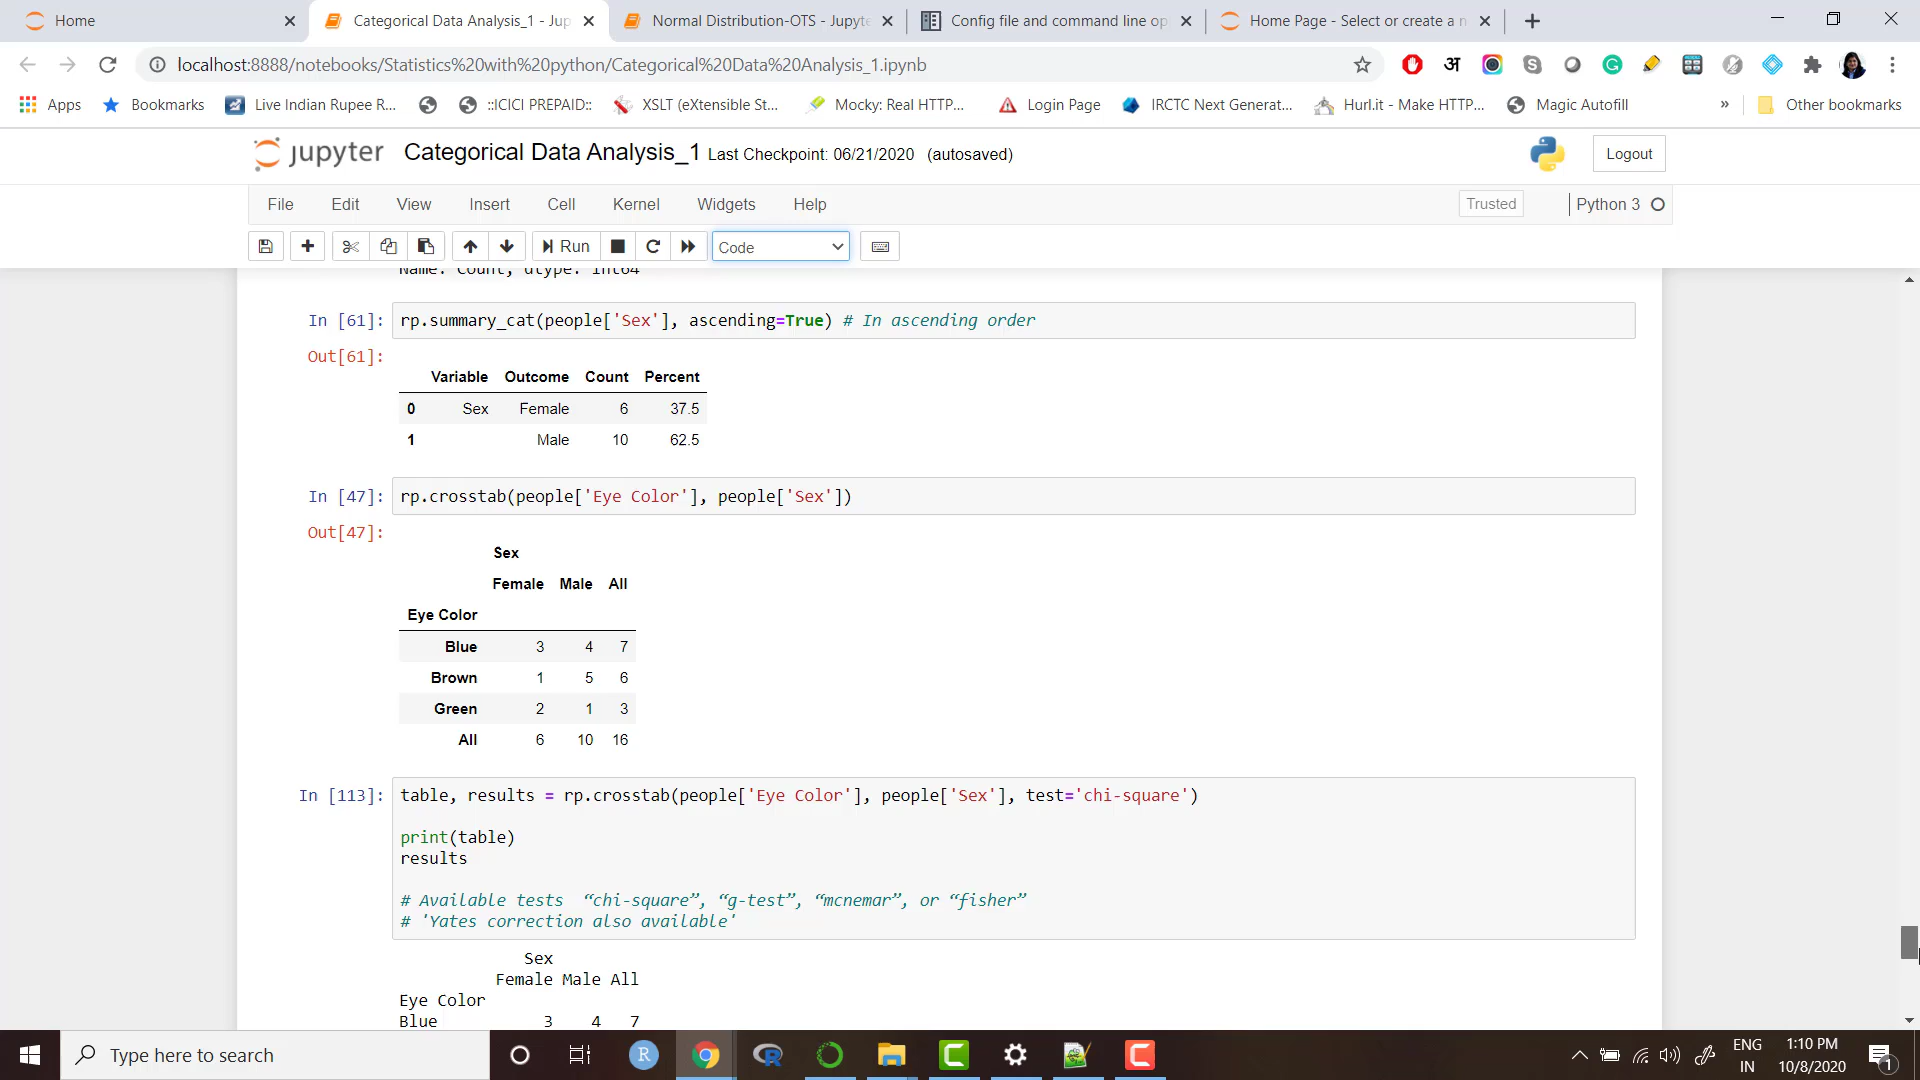 Home
Categorical Data Analysis_1 - Jup
Normal Distribution-OTS - Jupyte
Config file and command line op
Home Page - Select or create a n
localhost:8888/notebooks/Statistics%20with%20python/Categorical%20Data%20Analysis_1.ipynb
अ
Apps
Bookmarks
Live Indian Rupee R...
::ICICI PREPAID::
XSLT (eXtensible St...
Mocky: Real HTTP...
Login Page
IRCTC Next Generat...
Hurl.it - Make HTTP...
Magic Autofill
»
Other bookmarks
jupyter Categorical Data Analysis_1 Last Checkpoint: 06/21/2020 (autosaved)
Logout
File Edit View Insert Cell Kernel Widgets Help
Trusted
Python 3
Run
Code
Name: Count, dtype: int64
In [61]: rp.summary_cat(people['Sex'], ascending=True) # In ascending order
Out[61]:
Variable Outcome Count Percent
0 Sex Female 6 37.5
1 Male 10 62.5
In [47]: rp.crosstab(people['Eye Color'], people['Sex'])
Out[47]:
Sex
Female Male All
Eye Color
Blue 3 4 7
Brown 1 5 6
Green 2 1 3
All 6 10 16
In [113]: table, results = rp.crosstab(people['Eye Color'], people['Sex'], test='chi-square')
print(table)
results
# Available tests “chi-square”, “g-test”, “mcnemar”, or “fisher”
# 'Yates correction also available'
Sex
Female Male All
Eye Color
Blue 3 4 7
Type here to search
ENG
IN
1:10 PM
10/8/2020
1